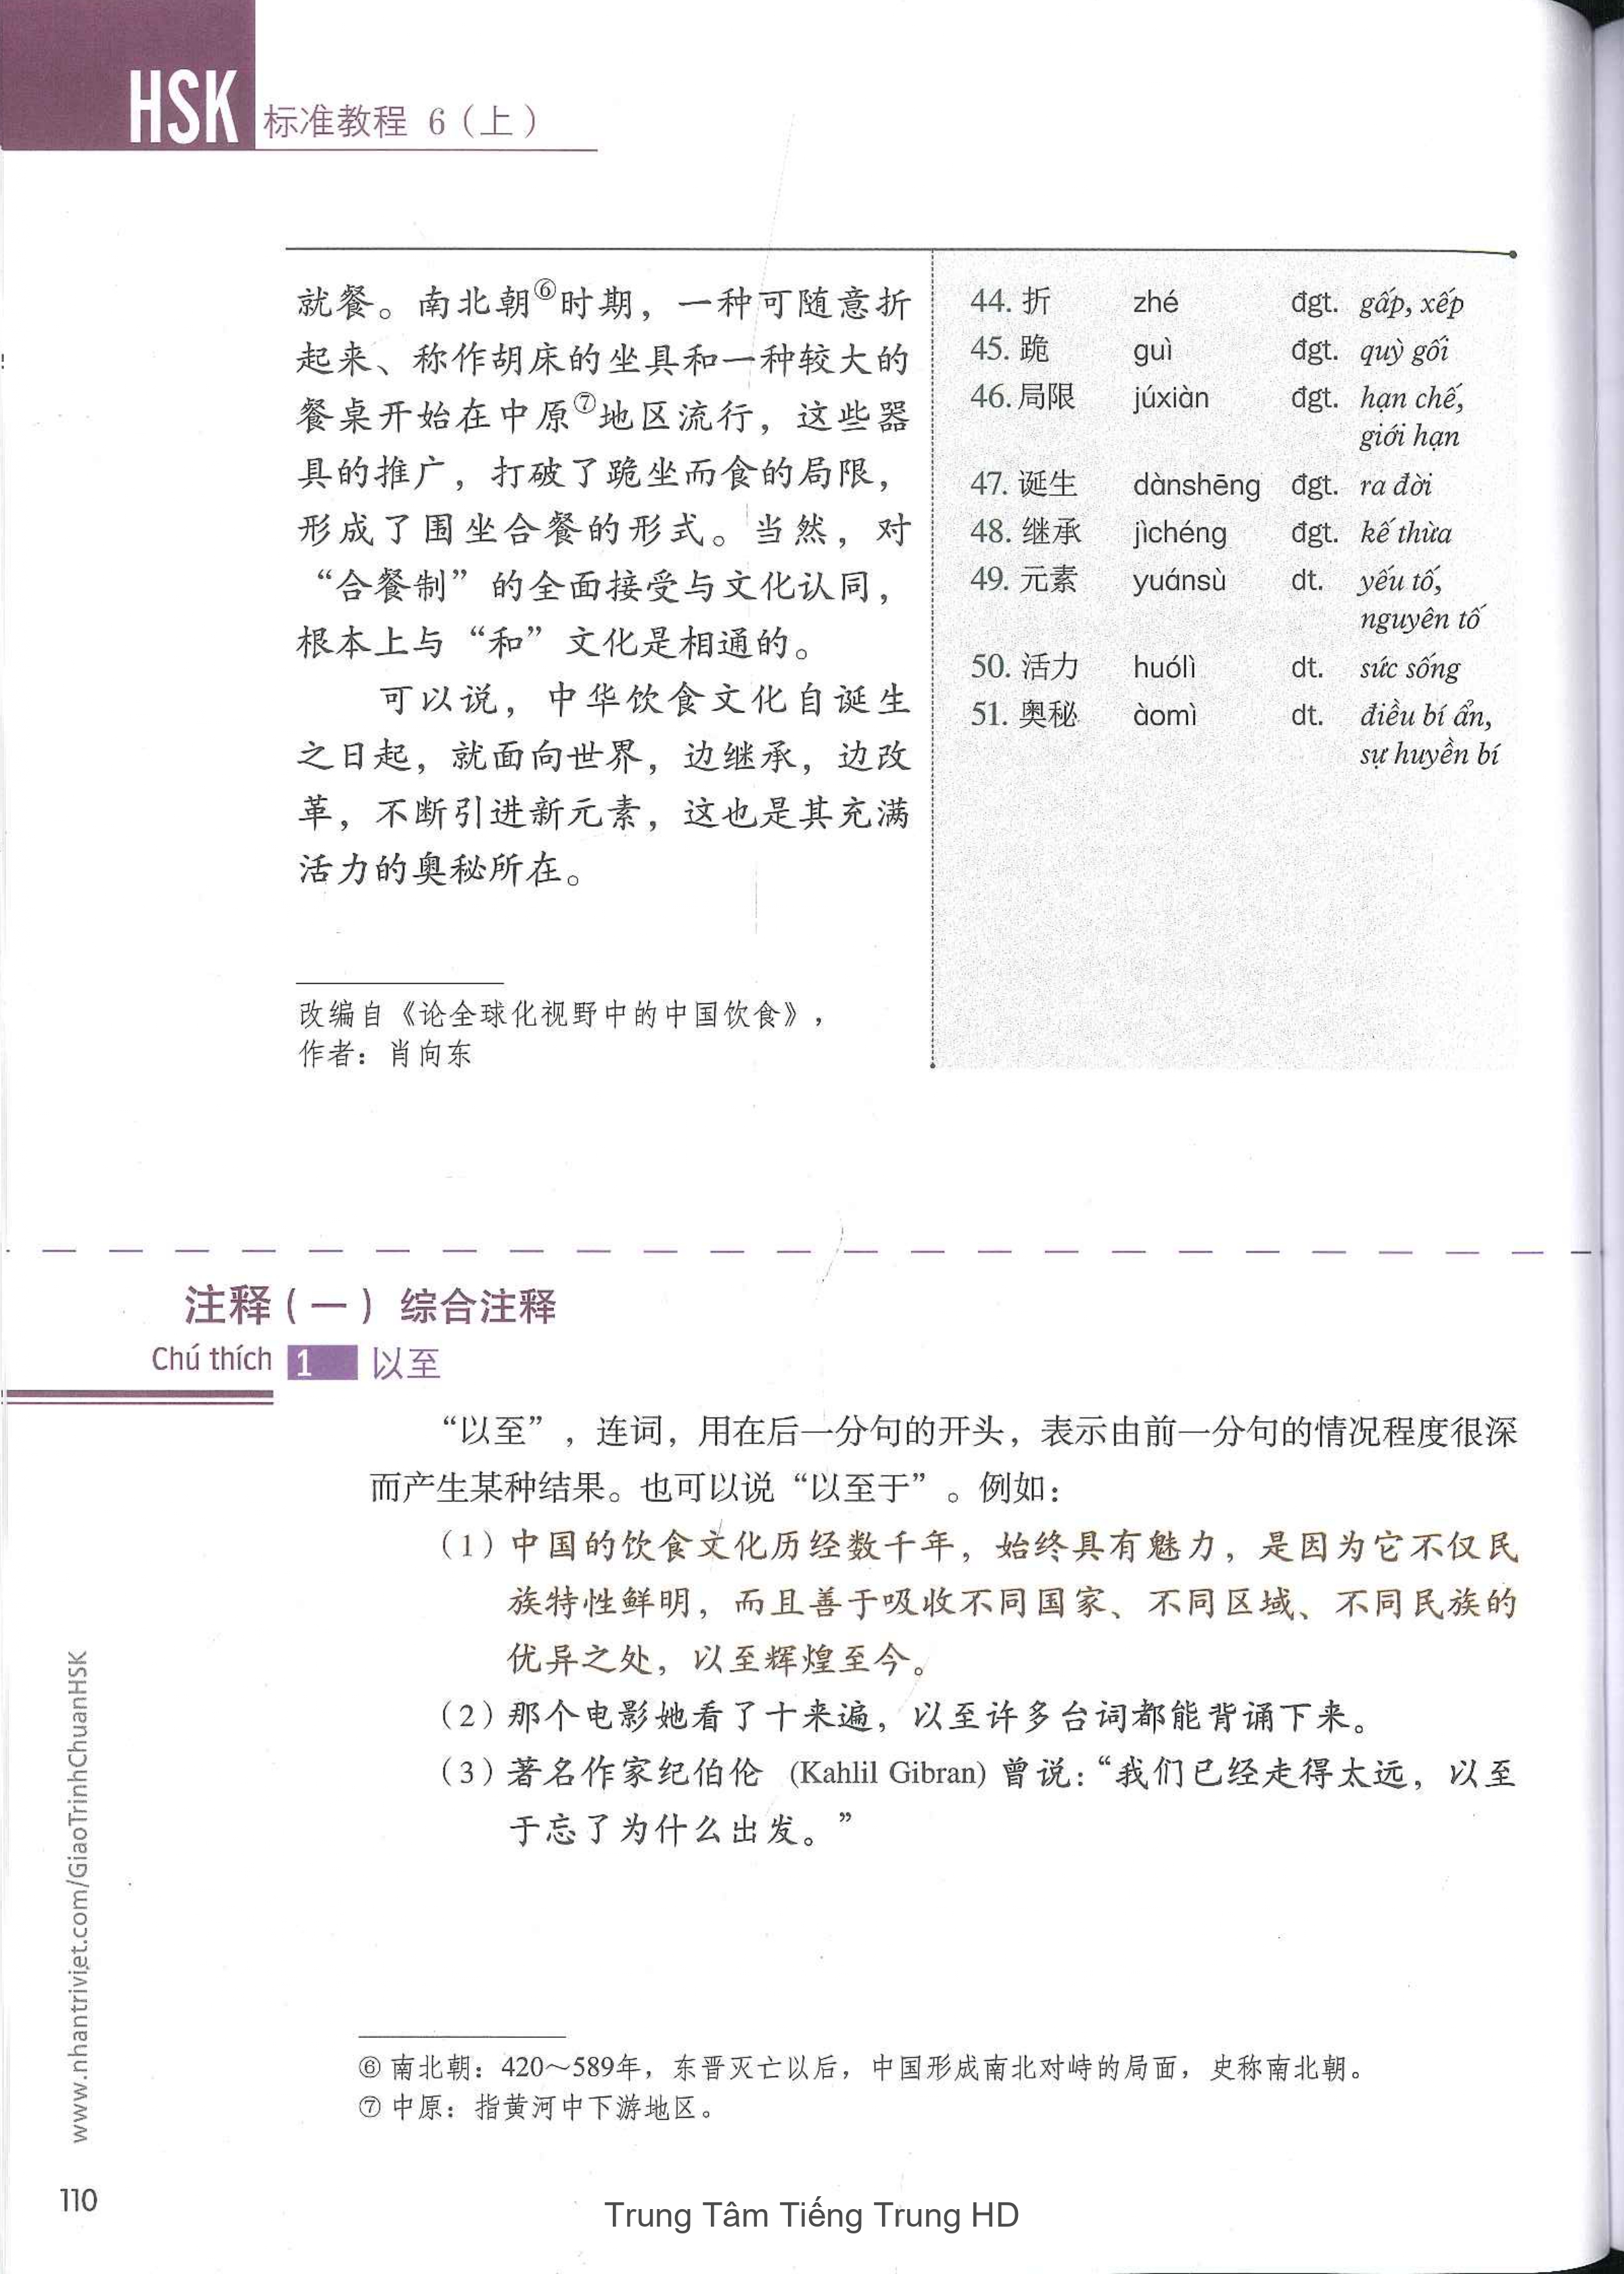 HSK 标准教程 6（上）
就餐。南北朝⑥时期，一种可随意折
起来、称作胡床的坐具和一种较大的
餐桌开始在中原⑦地区流行，这些器
具的推广，打破了跪坐而食的局限，
形成了围坐合餐的形式。当然，对
“合餐制”的全面接受与文化认同，
根本上与“和”文化是相通的。
可以说，中华饮食文化自诞生
之日起，就面向世界，边继承，边改
革，不断引进新元素，这也是其充满
活力的奥秘所在。
改编自《论全球化视野中的中国饮食》，
作者：肖向东
44. 折 zhé đgt. gấp, xếp
45. 跪 guì đgt. quỳ gối
46. 局限 júxiàn đgt. hạn chế,
giới hạn
47. 诞生 dànshēng đgt. ra đời
48. 继承 jìchéng đgt. kế thừa
49. 元素 yuánsù dt. yếu tố,
nguyên tố
50. 活力 huólì dt. sức sống
51. 奥秘 àomì dt. điều bí ẩn,
sự huyền bí
注释（一）综合注释
Chú thích 1 以至
“以至”，连词，用在后一分句的开头，表示由前一分句的情况程度很深
而产生某种结果。也可以说“以至于”。例如：
（1）中国的饮食文化历经数千年，始终具有魅力，是因为它不仅民
族特性鲜明，而且善于吸收不同国家、不同区域、不同民族的
优异之处，以至辉煌至今。
（2）那个电影她看了十来遍，以至许多台词都能背诵下来。
（3）著名作家纪伯伦 (Kahlil Gibran) 曾说：“我们已经走得太远，以至
于忘了为什么出发。”
⑥ 南北朝：420～589年，东晋灭亡以后，中国形成南北对峙的局面，史称南北朝。
⑦ 中原：指黄河中下游地区。
www.nhantriviet.com/GiaoTrinhChuanHSK
110
Trung Tâm Tiếng Trung HD